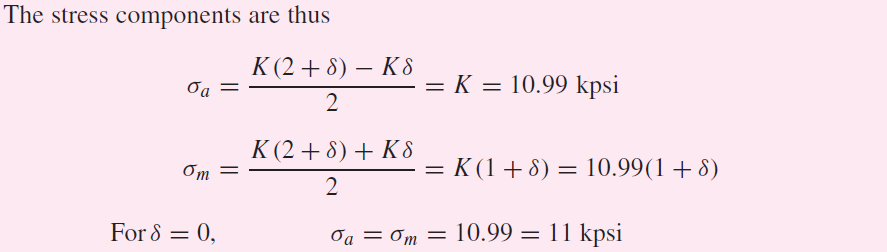 The stress components are thus
σₐ = (K(2 + δ) − Kδ)/2 = K = 10.99 kpsi
σₘ = (K(2 + δ) + Kδ)/2 = K(1 + δ) = 10.99(1 + δ)
For δ = 0, σₐ = σₘ = 10.99 = 11 kpsi